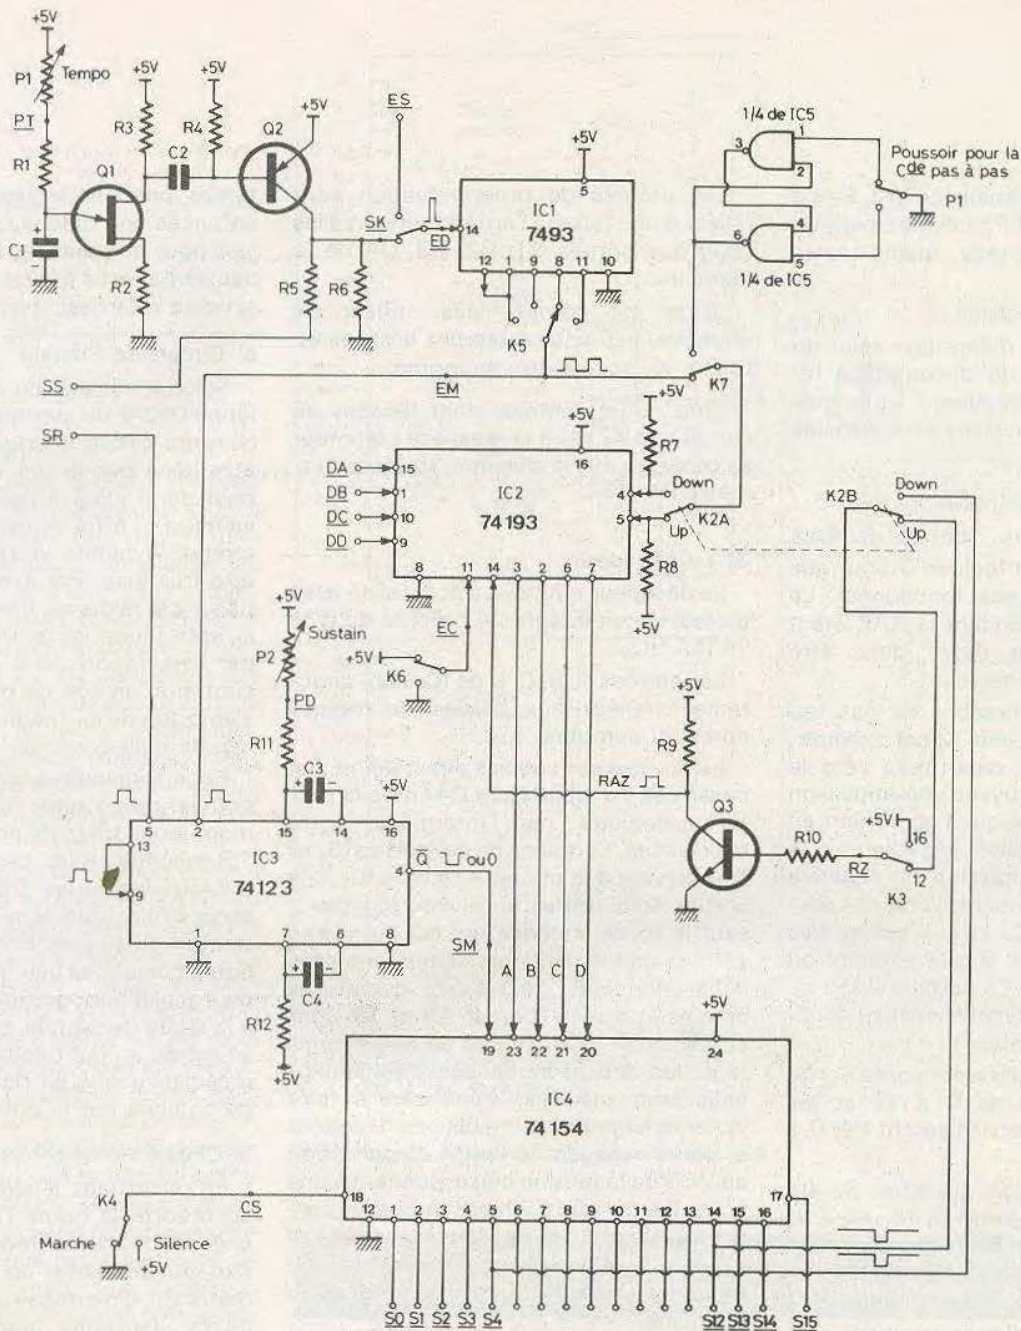 +5V
P1
Tempo
PT
R1
C1
Q1
R2
+5V
R3
C2
+5V
R4
Q2
+5V
R5
R6
SK
ES
ED
SS
SR
+5V
5
IC1
7493
14
12
1
9
8
11
10
K5
EM
1/4 de IC5
3
1
2
6
4
5
1/4 de IC5
Poussoir pour la
Cde de pas à pas
P1
K7
+5V
16
+5V
R7
DA
15
DB
1
DC
10
DD
9
IC2
74193
4
Down
5
K2A
Up
R8
+5V
8
11
14
3
2
6
7
K2B
Down
Up
EC
+5V
K6
+5V
P2
Sustain
PD
R11
C3
+
-
+5V
5
2
15
14
16
13
9
IC3
74123
Q ⎍ ou 0
4
1
7
6
8
+
-
C4
R12
+5V
SM
R9
RAZ
Q3
R10
RZ
+5V
16
12
K3
A
B
C
D
19
23
22
21
20
+5V
24
IC4
74154
18
17
12
1
2
3
4
5
6
7
8
9
10
11
13
14
15
16
K4
CS
Marche
Silence
+5V
S0
S1
S2
S3
S4
S12
S13
S14
S15